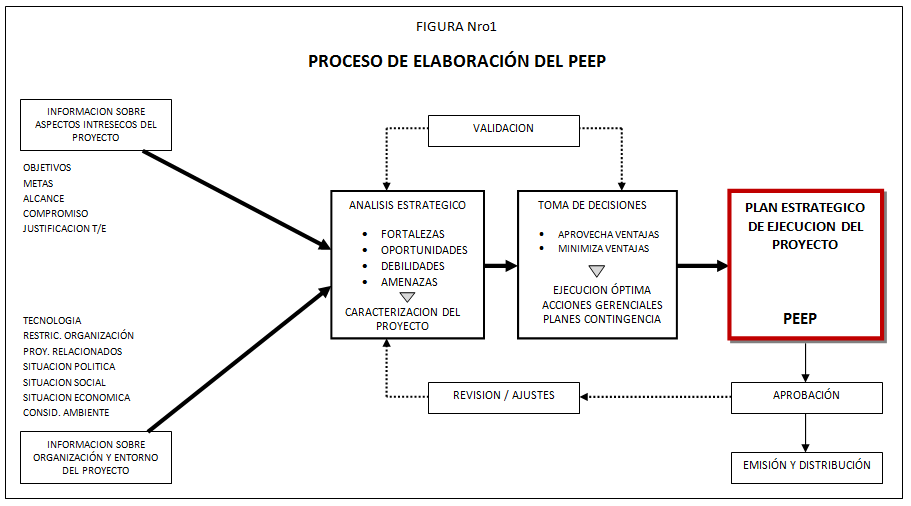 FIGURA Nro1
PROCESO DE ELABORACIÓN DEL PEEP
INFORMACION SOBRE
ASPECTOS INTRESECOS DEL
PROYECTO
OBJETIVOS
METAS
ALCANCE
COMPROMISO
JUSTIFICACION T/E
TECNOLOGIA
RESTRIC. ORGANIZACIÓN
PROY. RELACIONADOS
SITUACION POLITICA
SITUACION SOCIAL
SITUACION ECONOMICA
CONSID. AMBIENTE
INFORMACION SOBRE
ORGANIZACIÓN Y ENTORNO
DEL PROYECTO
VALIDACION
ANALISIS ESTRATEGICO
• FORTALEZAS
• OPORTUNIDADES
• DEBILIDADES
• AMENAZAS
CARACTERIZACION DEL
PROYECTO
TOMA DE DECISIONES
• APROVECHA VENTAJAS
• MINIMIZA VENTAJAS
EJECUCION ÓPTIMA
ACCIONES GERENCIALES
PLANES CONTINGENCIA
PLAN ESTRATEGICO
DE EJECUCION DEL
PROYECTO
PEEP
REVISION / AJUSTES
APROBACIÓN
EMISIÓN Y DISTRIBUCIÓN